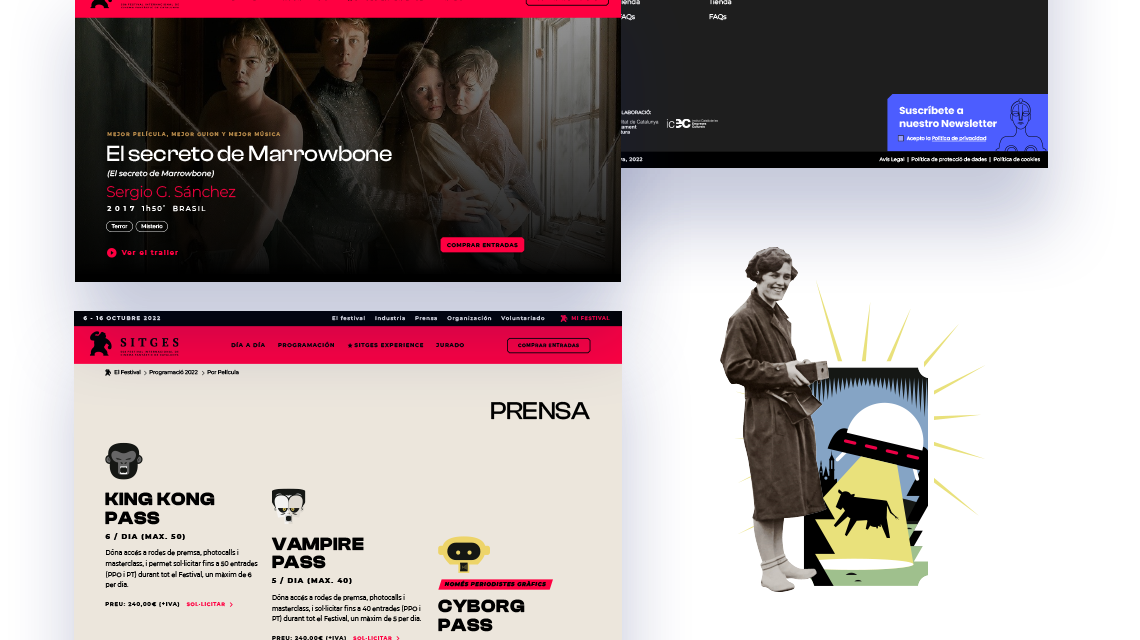 MEJOR PELÍCULA, MEJOR GUION Y MEJOR MÚSICA
El secreto de Marrowbone
(El secreto de Marrowbone)
Sergio G. Sánchez
2017 1h50" BRASIL
Terror Misterio
Ver el trailer
COMPRAR ENTRADAS
Tienda
FAQs
FAQs
Suscríbete a
nuestro Newsletter
Acepto la Política de privacidad
2022
Avís Legal | Política de protecció de dades | Política de cookies
6 - 16 OCTUBRE 2022
El festival Industria Prensa Organización Voluntariado MI FESTIVAL
SITGES
DÍA A DÍA PROGRAMACIÓN SITGES EXPERIENCE JURADO COMPRAR ENTRADAS
El Festival > Programació 2022 > Por Película
PRENSA
KING KONG
PASS
6 / DIA (MAX. 50)
Dóna accés a rodes de premsa, photocalls i
masterclass, i permet sol·licitar fins a 50 entrades
(PPO i PT) durant tot el Festival, un màxim de 6
per dia.
PREU: 240,00€ (+IVA) SOL·LICITAR >
VAMPIRE
PASS
5 / DIA (MAX. 40)
Dóna accés a rodes de premsa, photocalls i
masterclass, i sol·licitar fins a 40 entrades (PPO i
PT) durant tot el Festival, un màxim de 5 per dia.
PREU: 240,00€ (+IVA) SOL·LICITAR >
NOMÉS PERIODISTES GRÀFICS
CYBORG
PASS